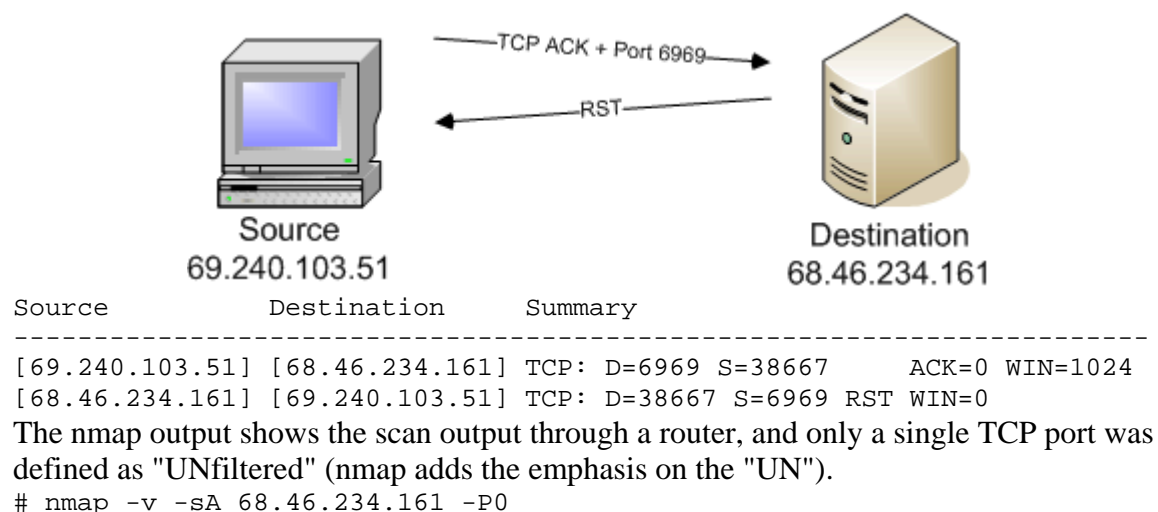 TCP ACK + Port 6969
RST
Source
69.240.103.51
Destination
68.46.234.161
Source Destination Summary
--------------------------------------------------------------------------
[69.240.103.51] [68.46.234.161] TCP: D=6969 S=38667 ACK=0 WIN=1024
[68.46.234.161] [69.240.103.51] TCP: D=38667 S=6969 RST WIN=0
The nmap output shows the scan output through a router, and only a single TCP port was
defined as "UNfiltered" (nmap adds the emphasis on the "UN").
# nmap -v -sA 68.46.234.161 -P0